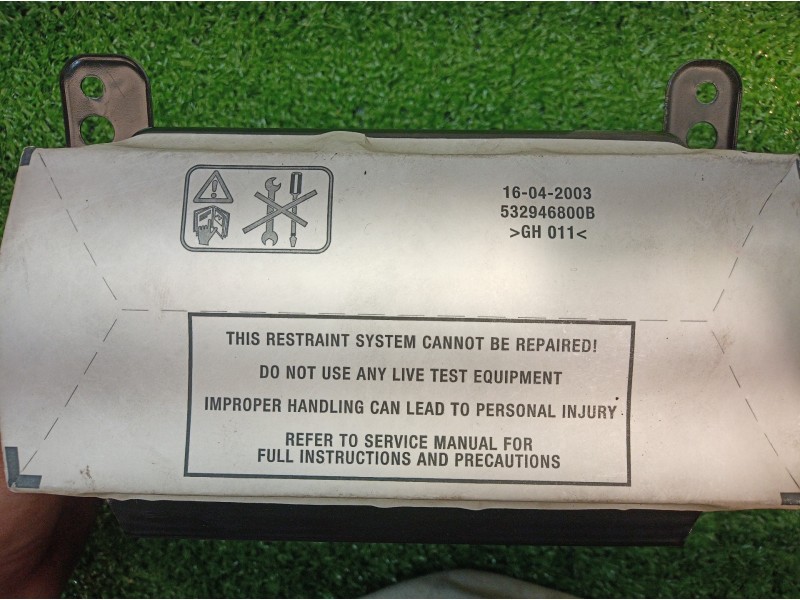 16-04-2003
532946800B
>GH 011<
THIS RESTRAINT SYSTEM CANNOT BE REPAIRED!
DO NOT USE ANY LIVE TEST EQUIPMENT
IMPROPER HANDLING CAN LEAD TO PERSONAL INJURY
REFER TO SERVICE MANUAL FOR
FULL INSTRUCTIONS AND PRECAUTIONS